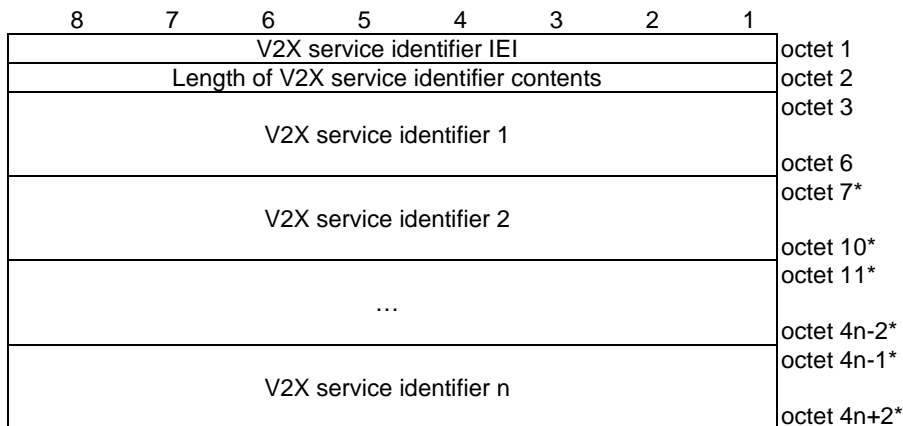 8 7 6 5 4 3 2 1
V2X service identifier IEI octet 1
Length of V2X service identifier contents octet 2
octet 3
V2X service identifier 1
octet 6
octet 7*
V2X service identifier 2
octet 10*
octet 11*
…
octet 4n-2*
octet 4n-1*
V2X service identifier n
octet 4n+2*